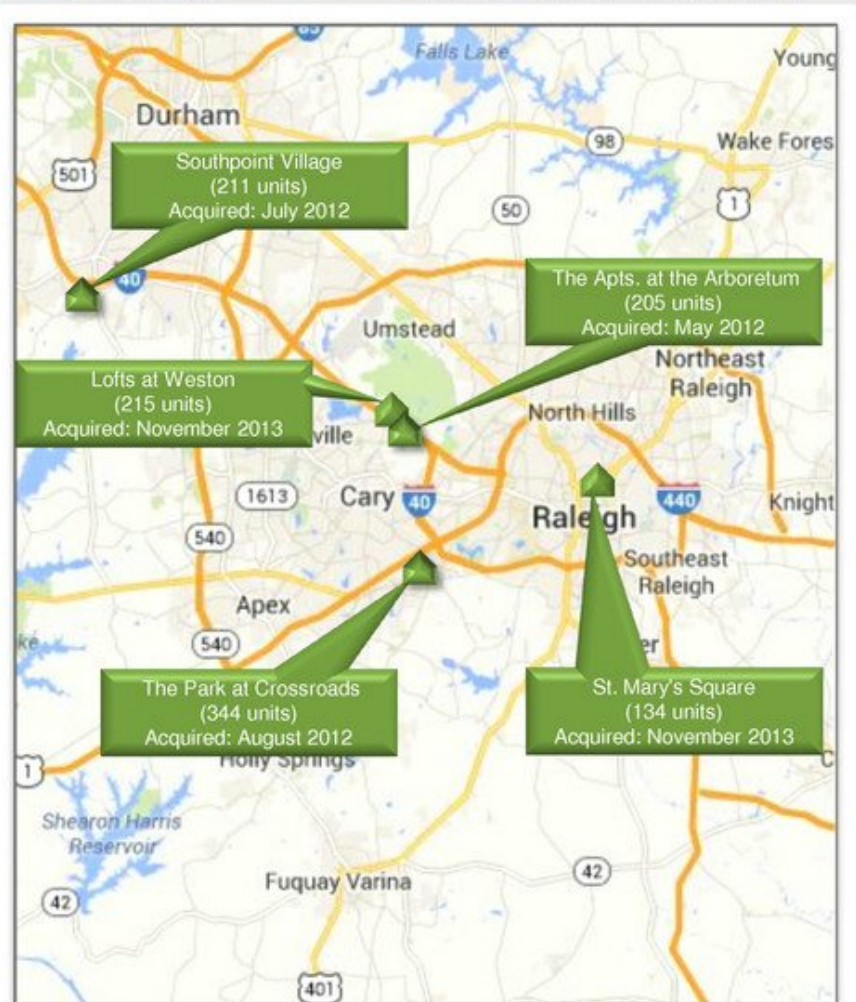 85
Falls Lake
Young
Durham
98
Wake Fores
Southpoint Village
(211 units)
Acquired: July 2012
501
50
1
40
The Apts. at the Arboretum
(205 units)
Acquired: May 2012
Umstead
Northeast
Raleigh
Lofts at Weston
(215 units)
Acquired: November 2013
ville
North Hills
1613
Cary
40
440
Knight
Raleigh
540
Southeast
Raleigh
Apex
ke
540
er
The Park at Crossroads
(344 units)
Acquired: August 2012
St. Mary's Square
(134 units)
Acquired: November 2013
Holly Springs
C
1
Shearon Harris
Reservoir
42
Fuquay Varina
42
401